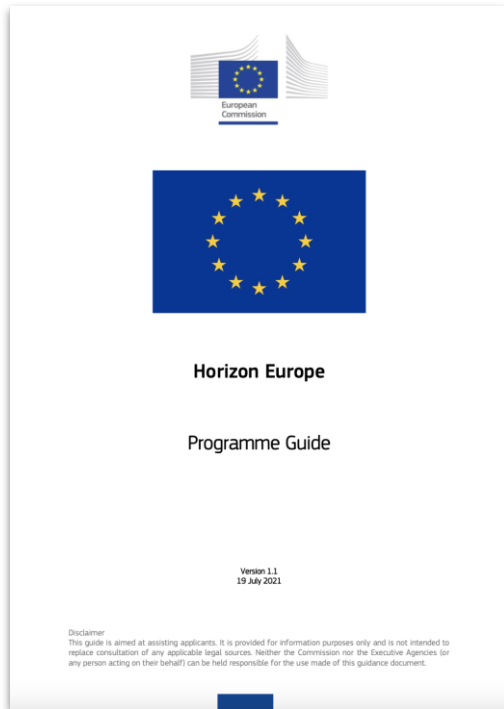 European
Commission
Horizon Europe
Programme Guide
Version 1.1
19 July 2021
Disclaimer
This guide is aimed at assisting applicants. It is provided for information purposes only and is not intended to
replace consultation of any applicable legal sources. Neither the Commission nor the Executive Agencies (or
any person acting on their behalf) can be held responsible for the use made of this guidance document.